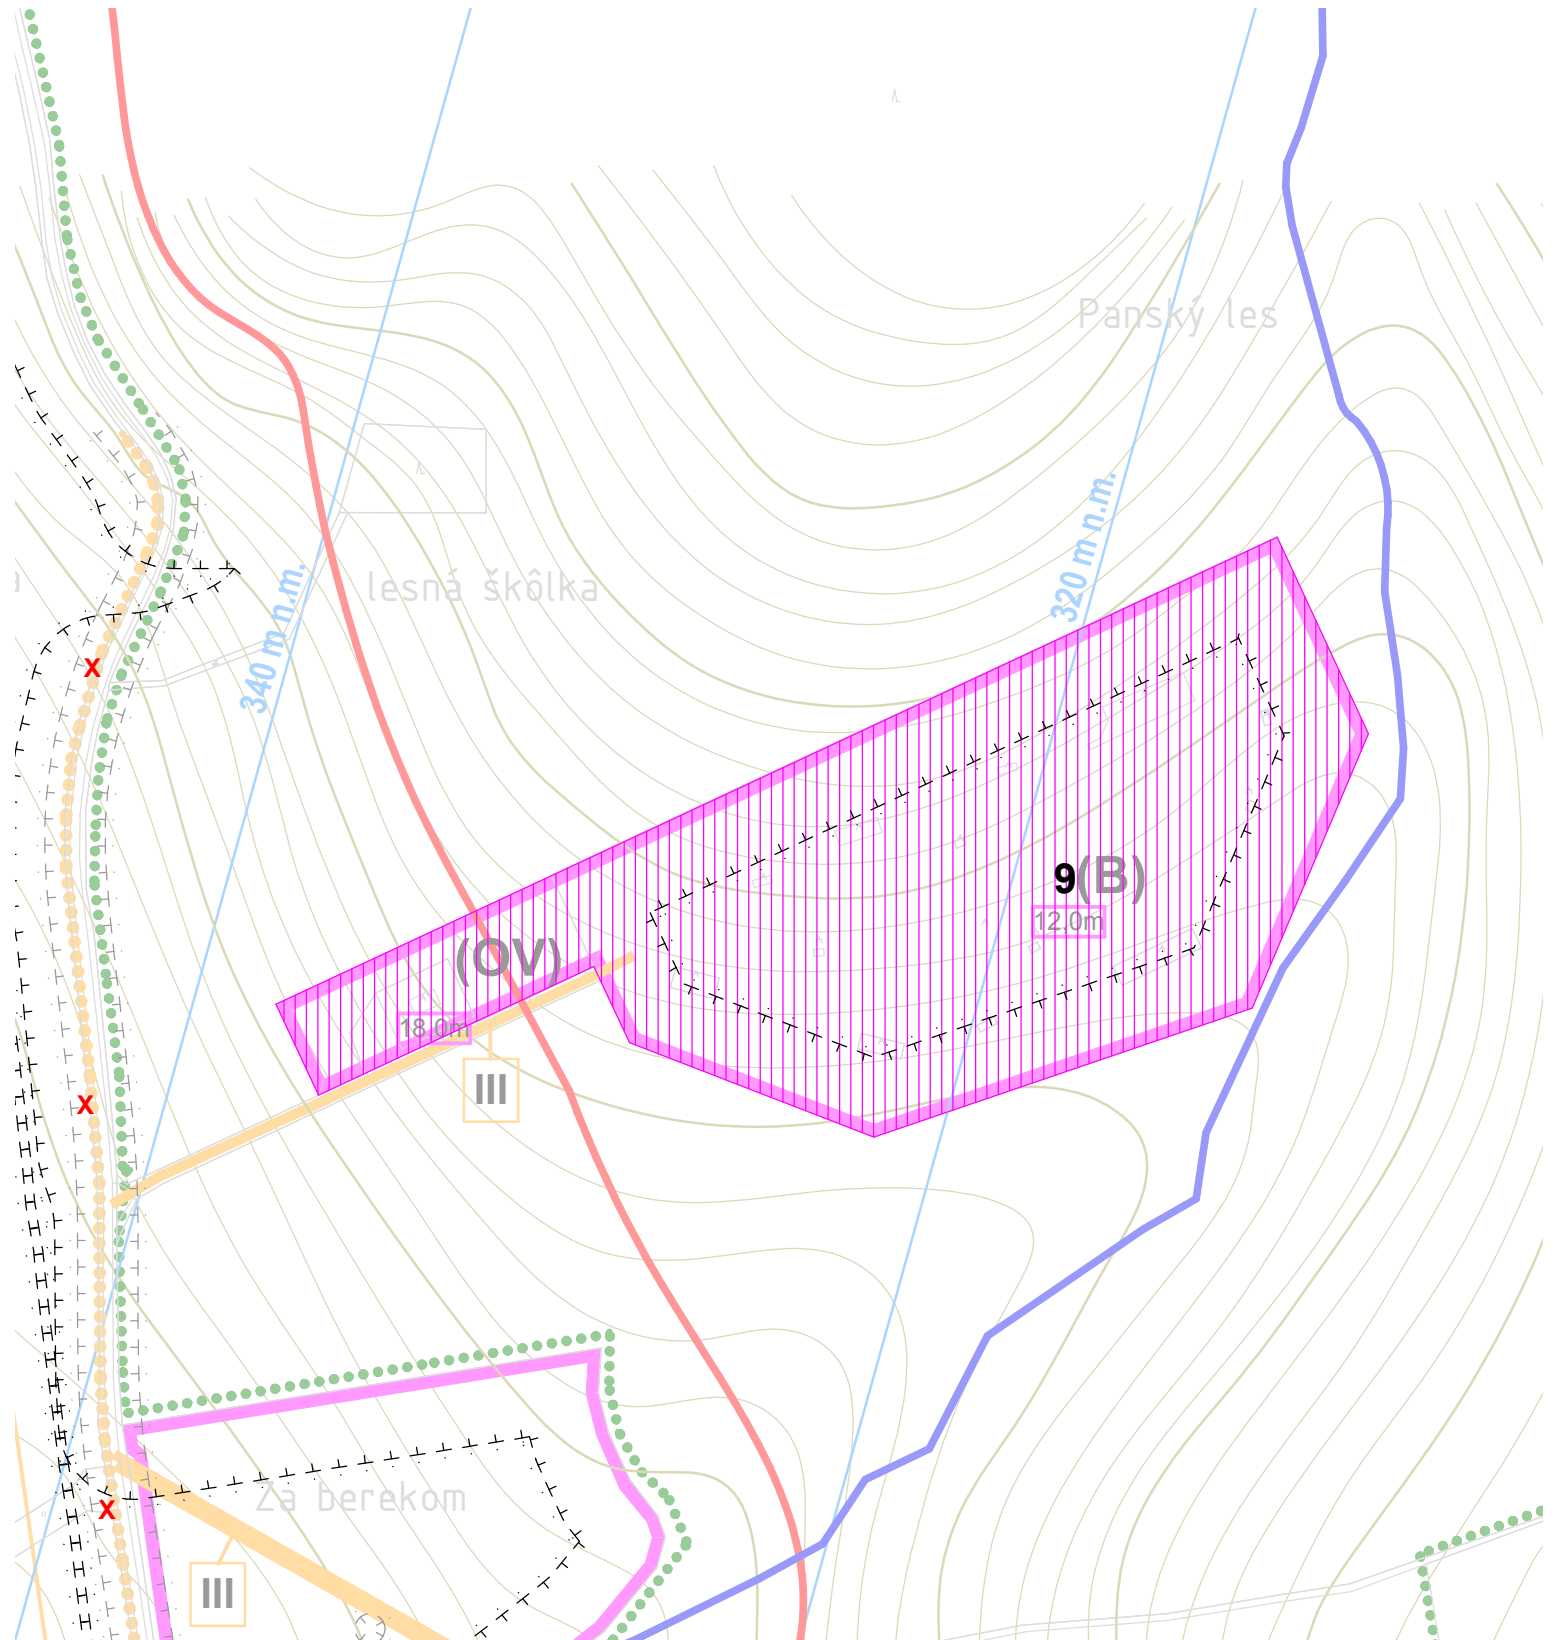 Panský les
320 m n.m.
lesná škôlka
340 m n.m.
x
9(B)
12.0m
(OV)
18.0m
III
x
Za berekom
x
III